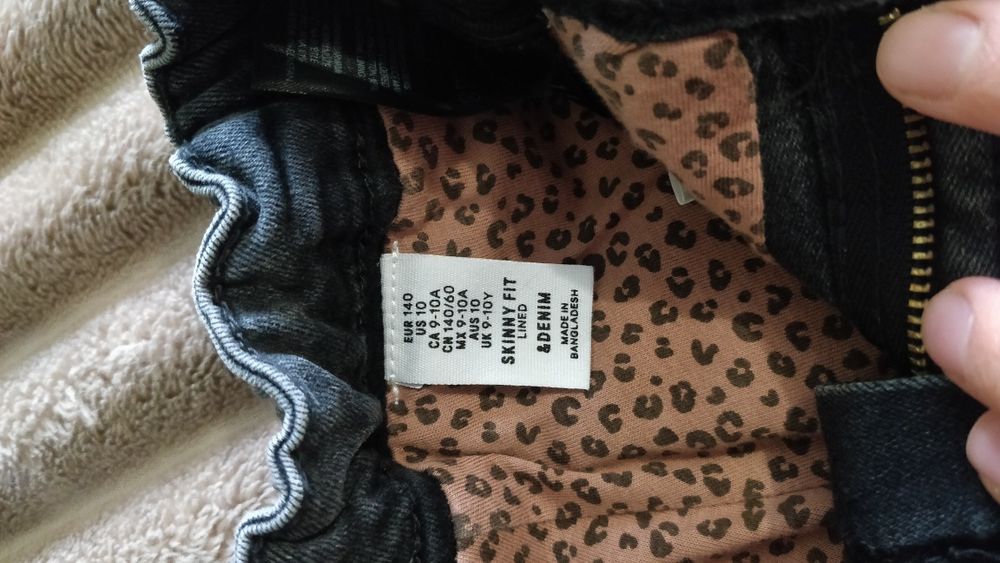 EUR 140
US 10
CA 9-10A
CN 140/60
MX 9-10A
AUS 10
UK 9-10Y
SKINNY FIT
LINED
&DENIM
MADE IN
BANGLADESH